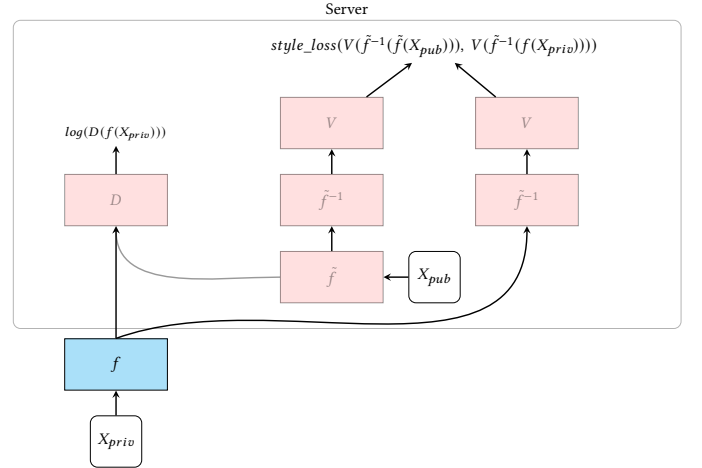 Server
style_loss(V(f̃⁻¹(f̃(X_pub))), V(f̃⁻¹(f(X_priv))))
V
V
log(D(f(X_priv)))
D
f̃⁻¹
f̃⁻¹
f̃
X_pub
f
X_priv